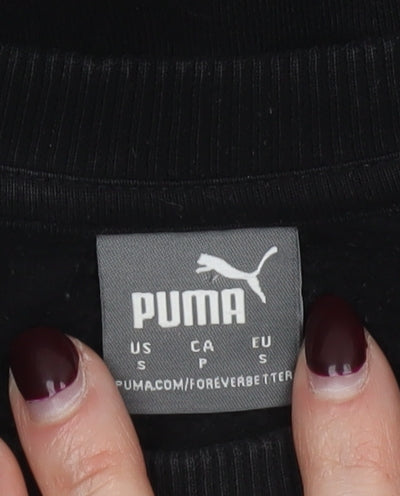 PUMA
US CA EU
S P S
PUMA.COM/FOREVERBETTER